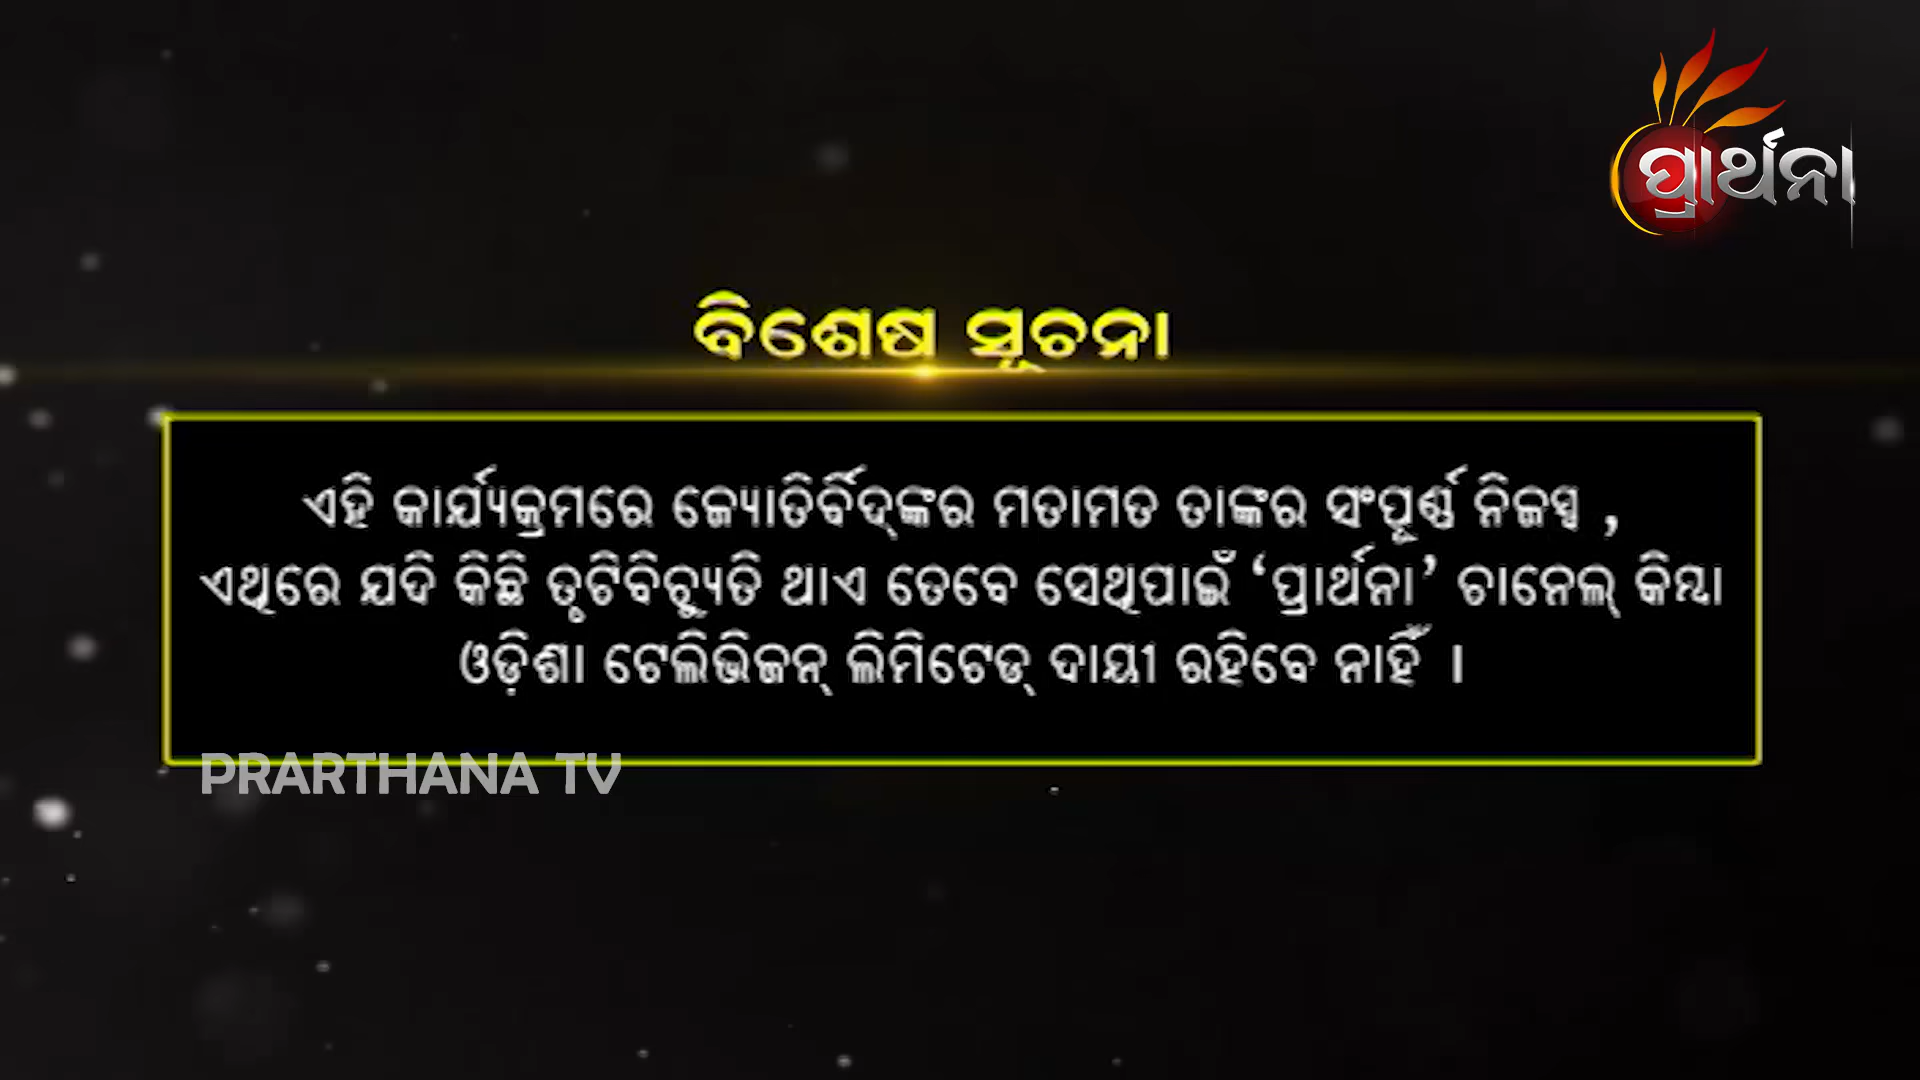 ପ୍ରାର୍ଥନା
ବିଶେଷ ସୂଚନା
ଏହି କାର୍ଯ୍ୟକ୍ରମରେ ଜ୍ୟୋତିର୍ବିଦ୍‌ଙ୍କର ମତାମତ ତାଙ୍କର ସଂପୂର୍ଣ୍ଣ ନିଜସ୍ୱ ,
ଏଥିରେ ଯଦି କିଛି ତୃଟିବିଚ୍ୟୁତି ଥାଏ ତେବେ ସେଥିପାଇଁ ‘ପ୍ରାର୍ଥନା’ ଚାନେଲ୍ କିମ୍ବା
ଓଡ଼ିଶା ଟେଲିଭିଜନ୍ ଲିମିଟେଡ୍ ଦାୟୀ ରହିବେ ନାହିଁ ।
PRARTHANA TV